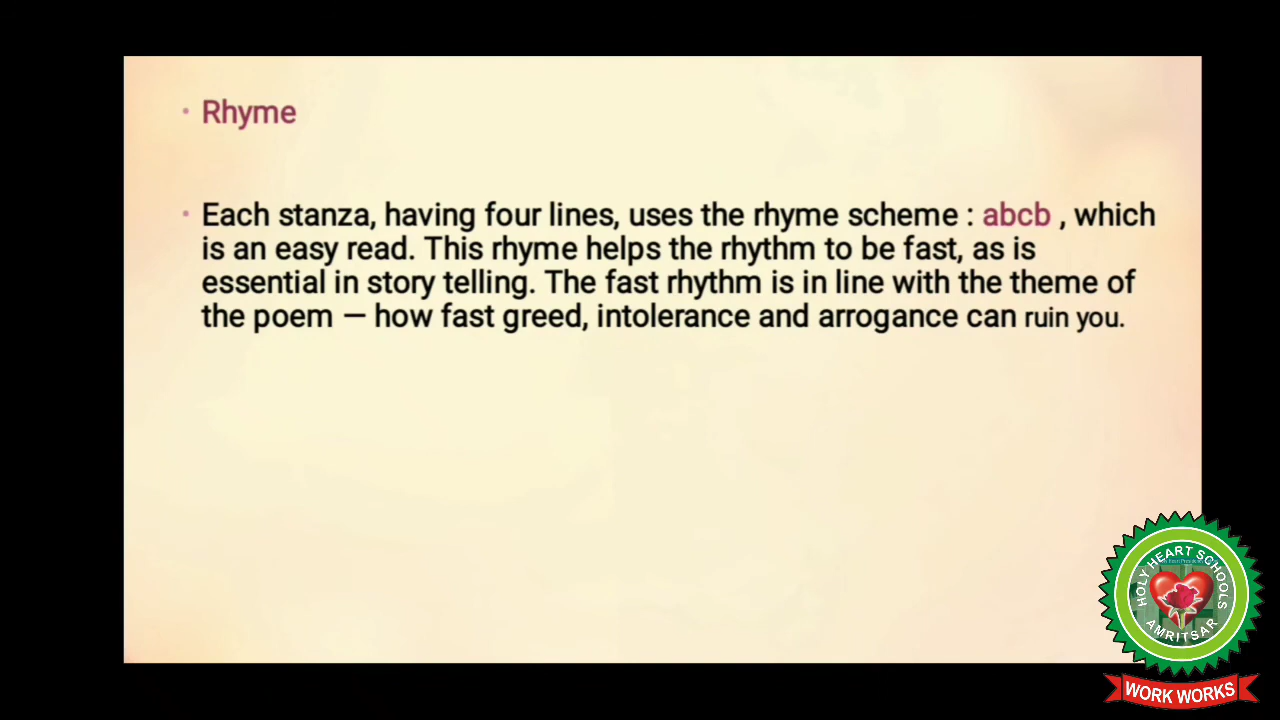 Rhyme
Each stanza, having four lines, uses the rhyme scheme : abcb , which
is an easy read. This rhyme helps the rhythm to be fast, as is
essential in story telling. The fast rhythm is in line with the theme of
the poem — how fast greed, intolerance and arrogance can ruin you.
HOLY HEART SCHOOLS
AMRITSAR
WORK WORKS